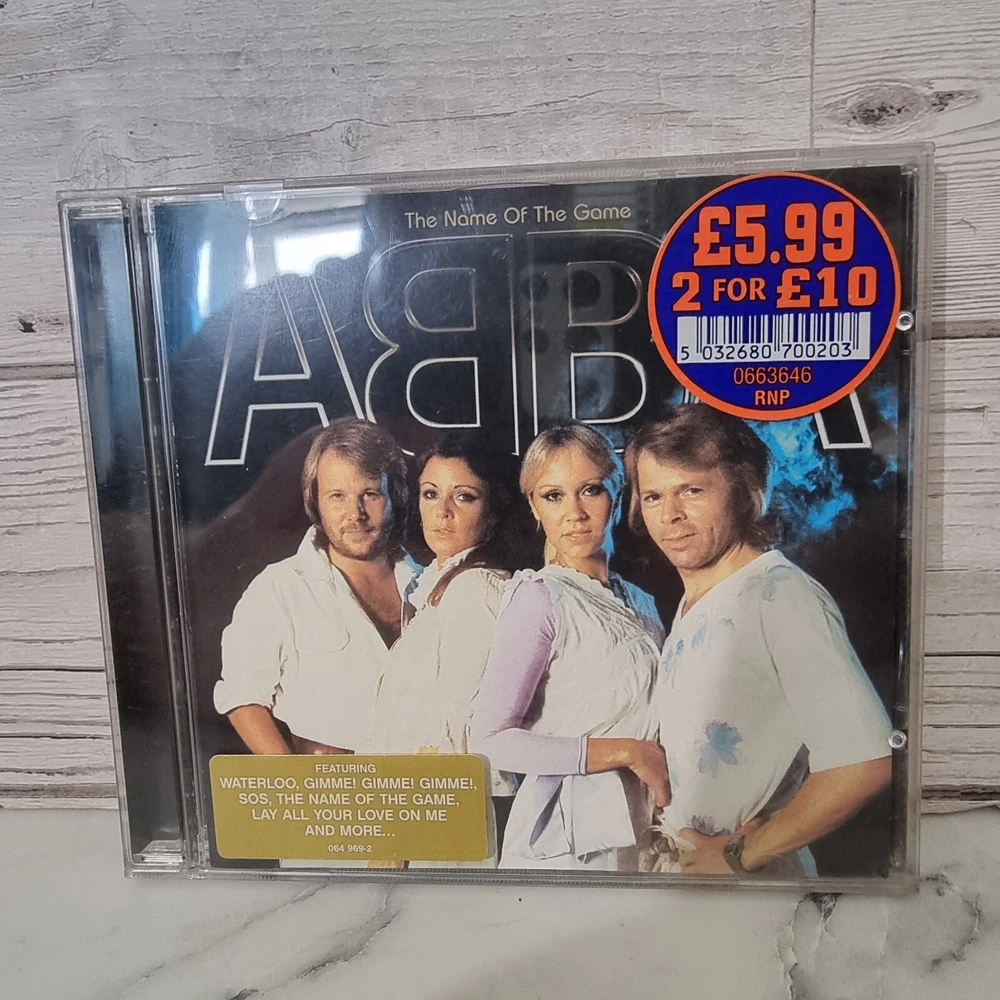 The Name Of The Game
ABBA
£5.99
2 FOR £10
5 032680 700203
0663646
RNP
FEATURING
WATERLOO, GIMME! GIMME! GIMME!,
SOS, THE NAME OF THE GAME,
LAY ALL YOUR LOVE ON ME
AND MORE...
064 969-2